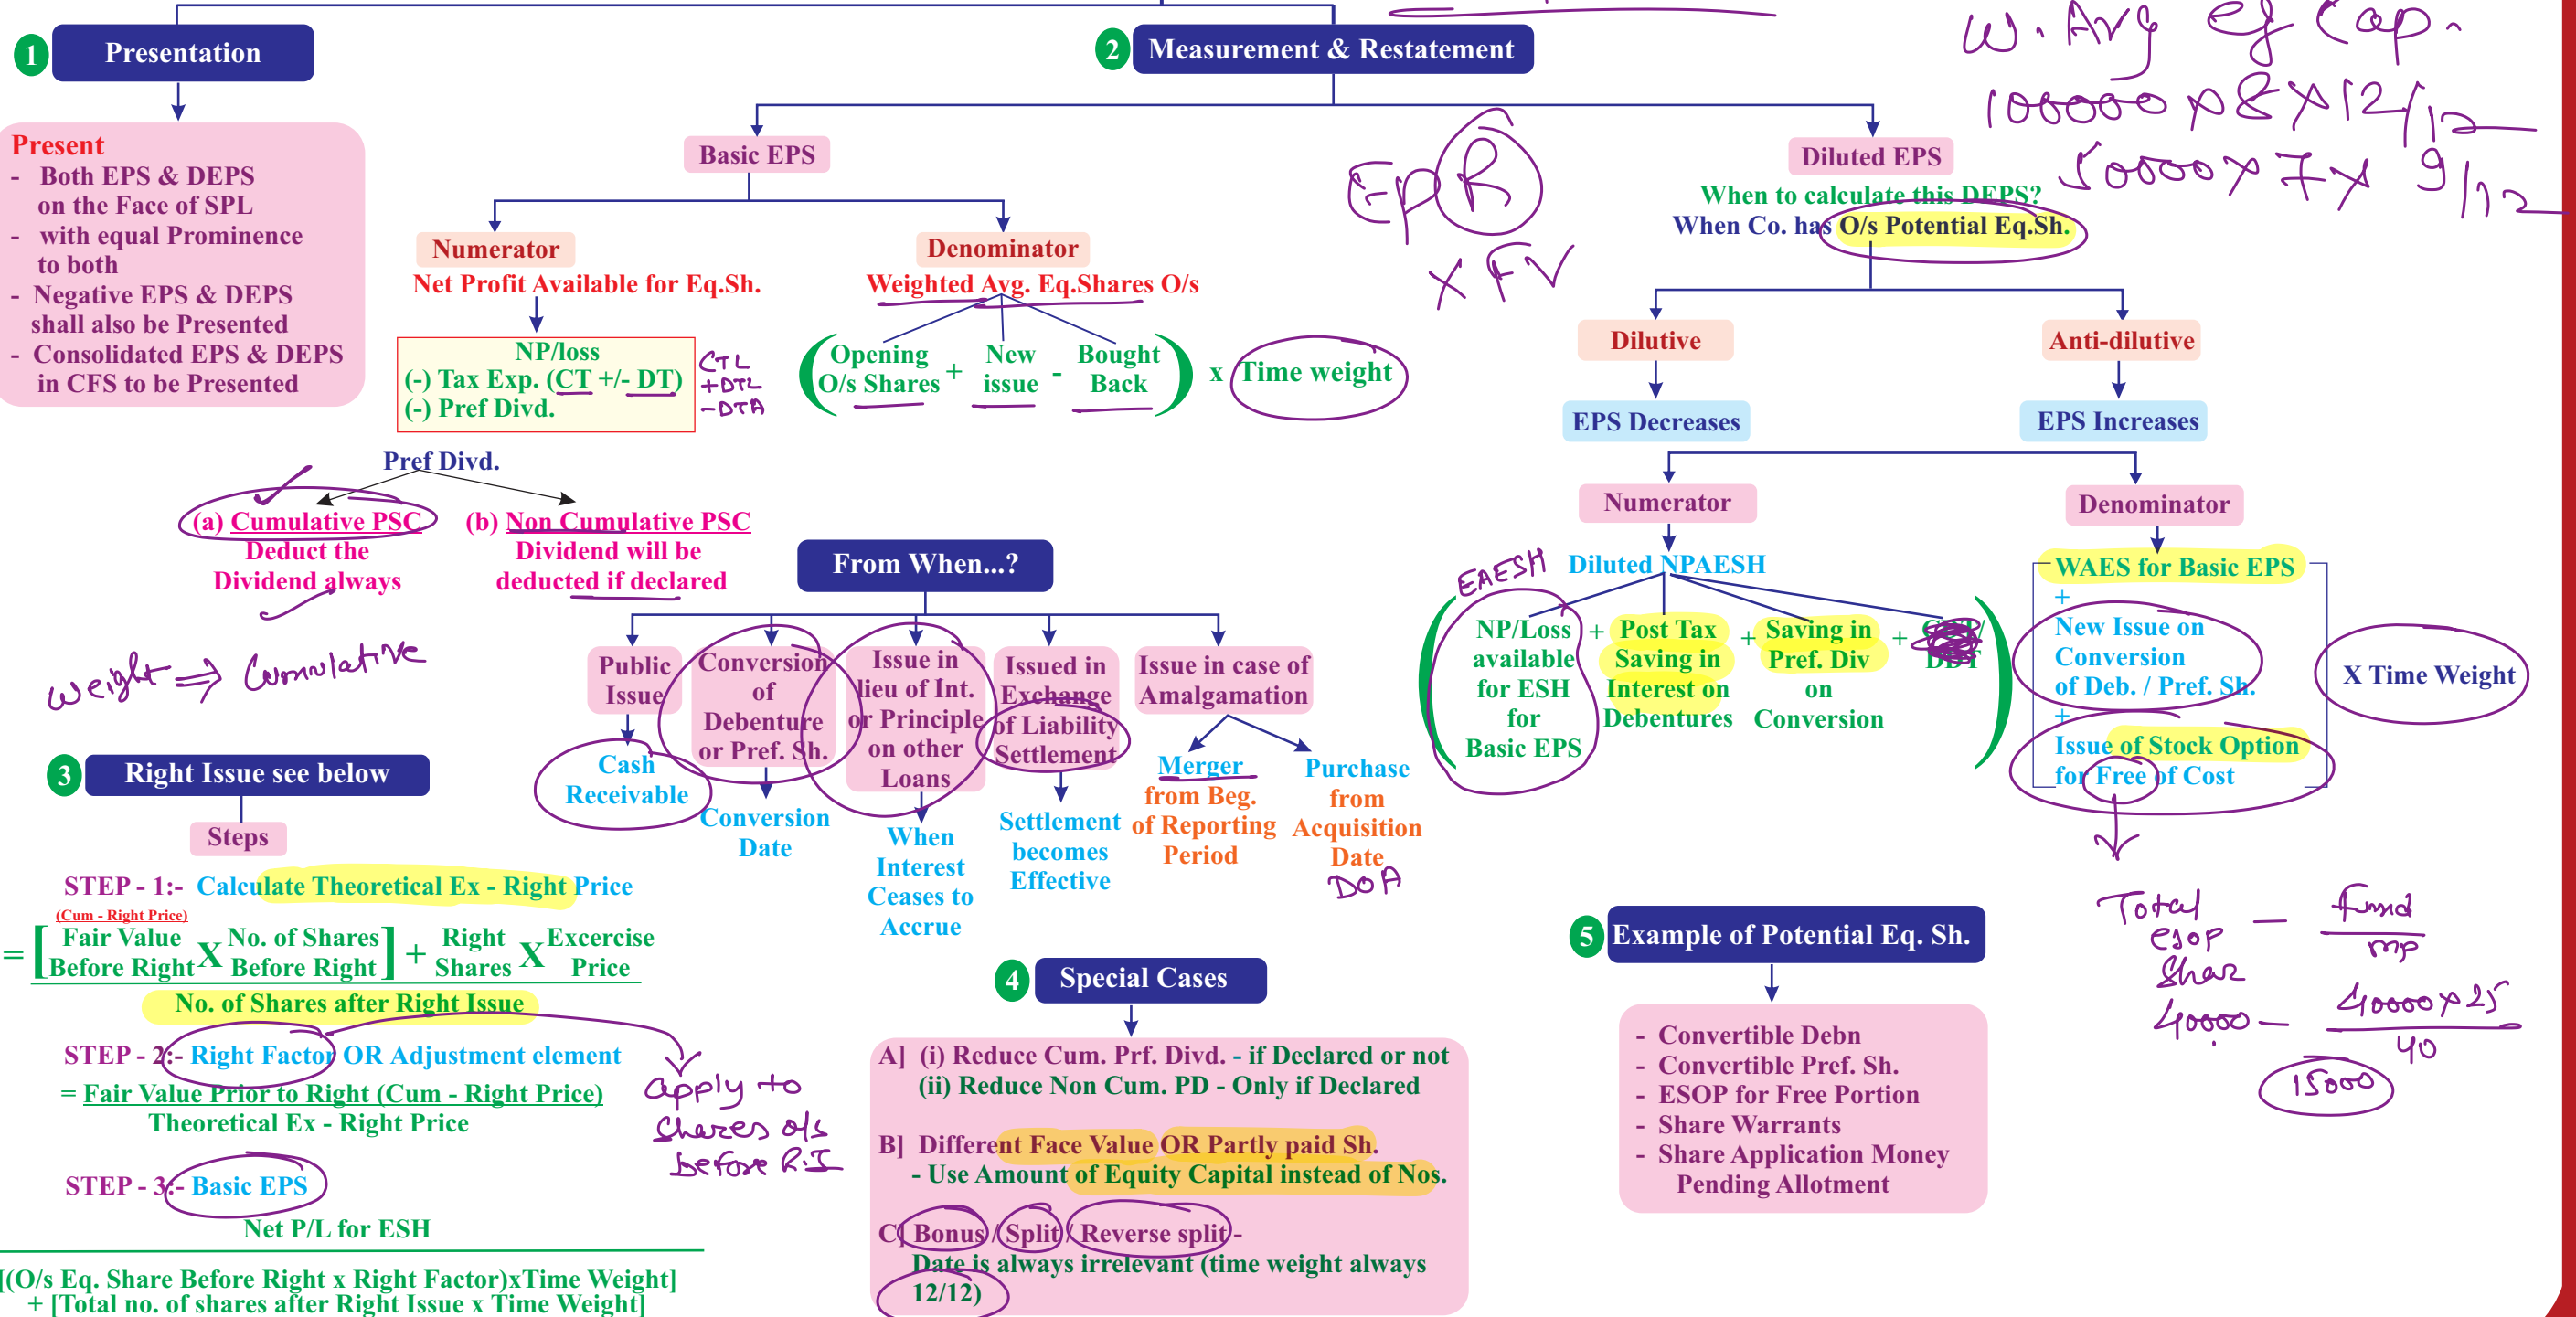 1 Presentation
Present
- Both EPS & DEPS
on the Face of SPL
- with equal Prominence
to both
- Negative EPS & DEPS
shall also be Presented
- Consolidated EPS & DEPS
in CFS to be Presented
2 Measurement & Restatement
W. Avg eq Cap.
100000 x 8 x 12/12
50000 x 7 x 9/12
Basic EPS
Numerator
Net Profit Available for Eq.Sh.
NP/loss
(-) Tax Exp. (CT +/- DT)
(-) Pref Divd.
CTL
+DTL
-DTA
Pref Divd.
(a) Cumulative PSC
Deduct the
Dividend always
(b) Non Cumulative PSC
Dividend will be
deducted if declared
weight ⇒ Cumulative
Denominator
Weighted Avg. Eq.Shares O/s
(Opening O/s Shares + New issue - Bought Back) x Time weight
EpR
x FV
Diluted EPS
When to calculate this DEPS?
When Co. has O/s Potential Eq.Sh.
Dilutive
EPS Decreases
Anti-dilutive
EPS Increases
Numerator
Diluted NPAESH
EAESH
NP/Loss
available
for ESH
for
Basic EPS
+ Post Tax
Saving in
Interest on
Debentures
+ Saving in
Pref. Div
on
Conversion
+
Denominator
WAES for Basic EPS
+
New Issue on
Conversion
of Deb. / Pref. Sh.
+
Issue of Stock Option
for Free of Cost
X Time Weight
Total esop Shar - fund/mp
40000 - 40000x25/40
15000
From When...?
Public
Issue
Cash
Receivable
Conversion
of
Debenture
or Pref. Sh.
Conversion
Date
Issue in
lieu of Int.
or Principle
on other
Loans
When
Interest
Ceases to
Accrue
Issued in
Exchange
of Liability
Settlement
Settlement
becomes
Effective
Issue in case of
Amalgamation
Merger
from Beg.
of Reporting
Period
Purchase
from
Acquisition
Date
DOA
3 Right Issue see below
Steps
STEP - 1:- Calculate Theoretical Ex - Right Price
(Cum - Right Price)
= [Fair Value Before Right X No. of Shares Before Right] + Right Shares X Excercise Price
No. of Shares after Right Issue
STEP - 2:- Right Factor OR Adjustment element
= Fair Value Prior to Right (Cum - Right Price)
Theoretical Ex - Right Price
apply to
shares o/s
before R.I
STEP - 3:- Basic EPS
Net P/L for ESH
[(O/s Eq. Share Before Right x Right Factor)xTime Weight]
+ [Total no. of shares after Right Issue x Time Weight]
4 Special Cases
A] (i) Reduce Cum. Prf. Divd. - if Declared or not
(ii) Reduce Non Cum. PD - Only if Declared
B] Different Face Value OR Partly paid Sh.
- Use Amount of Equity Capital instead of Nos.
C] Bonus / Split / Reverse split -
Date is always irrelevant (time weight always
12/12)
5 Example of Potential Eq. Sh.
- Convertible Debn
- Convertible Pref. Sh.
- ESOP for Free Portion
- Share Warrants
- Share Application Money
Pending Allotment